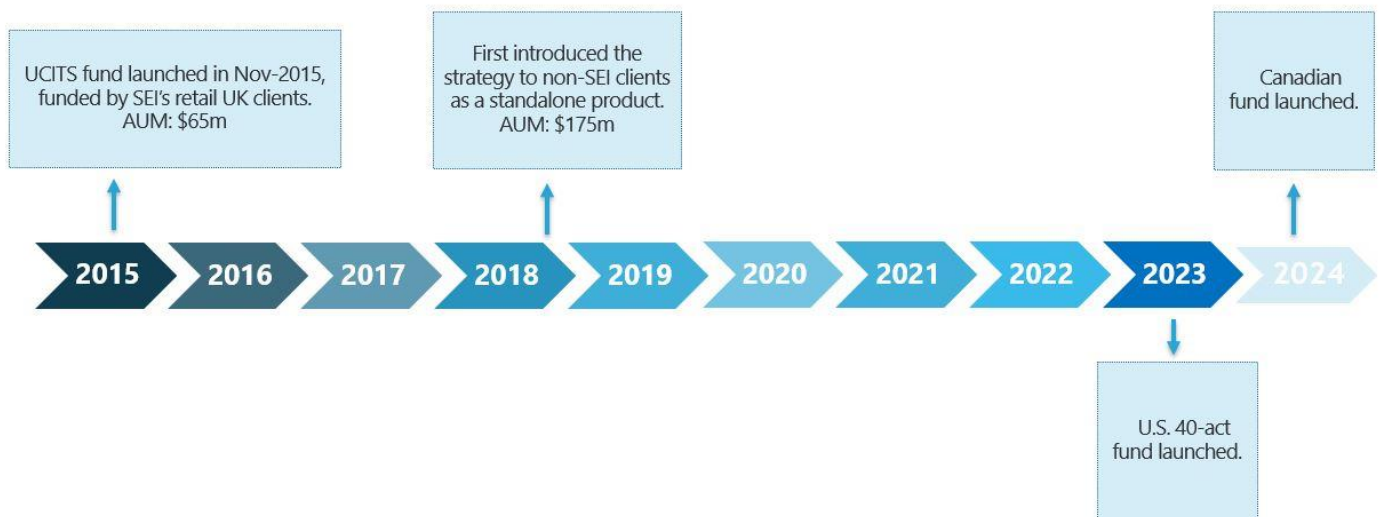 UCITS fund launched in Nov-2015,
funded by SEI's retail UK clients.
AUM: $65m
First introduced the
strategy to non-SEI clients
as a standalone product.
AUM: $175m
Canadian
fund launched.
2015
2016
2017
2018
2019
2020
2021
2022
2023
2024
U.S. 40-act
fund launched.